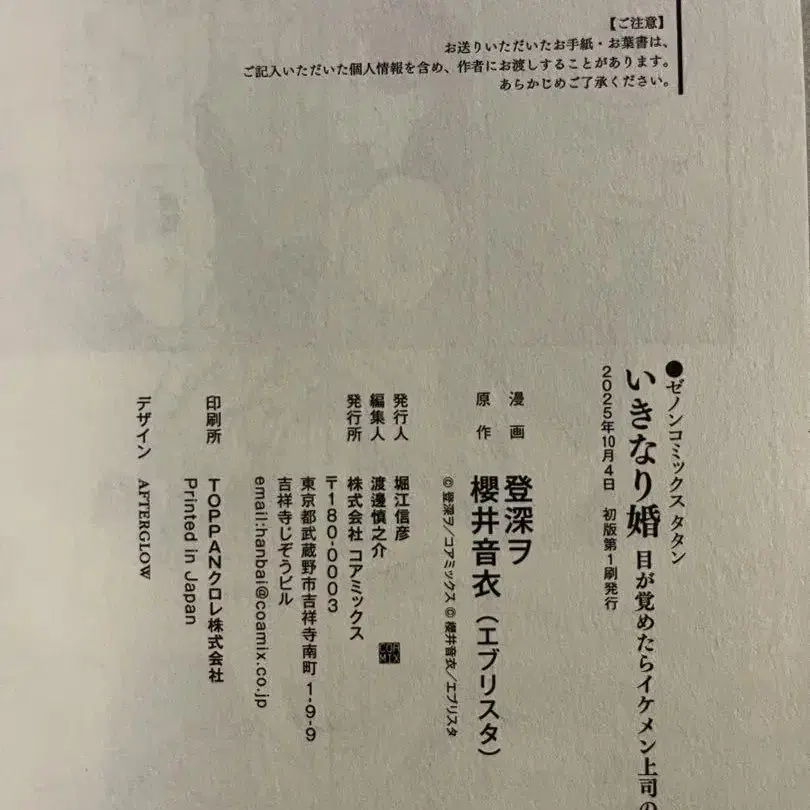 【ご注意】
お送りいただいたお手紙・お葉書は、
ご記入いただいた個人情報を含め、作者にお渡しすることがあります。
あらかじめご了承ください。
●ゼノンコミックス タタン
いきなり婚 目が覚めたらイケメン上司の
2025年10月4日 初版第1刷発行
漫画 登深ヲ
原作 櫻井音衣（エブリスタ）
© 登深ヲ／コアミックス © 櫻井音衣／エブリスタ
発行人 堀江信彦
編集人 渡邊慎之介
発行所 株式会社 コアミックス
COAMIX
〒180-0003
東京都武蔵野市吉祥寺南町 1-9-9
吉祥寺じぞうビル
email:hanbai@coamix.co.jp
印刷所 TOPPANクロレ株式会社
Printed in Japan
デザイン AFTERGLOW